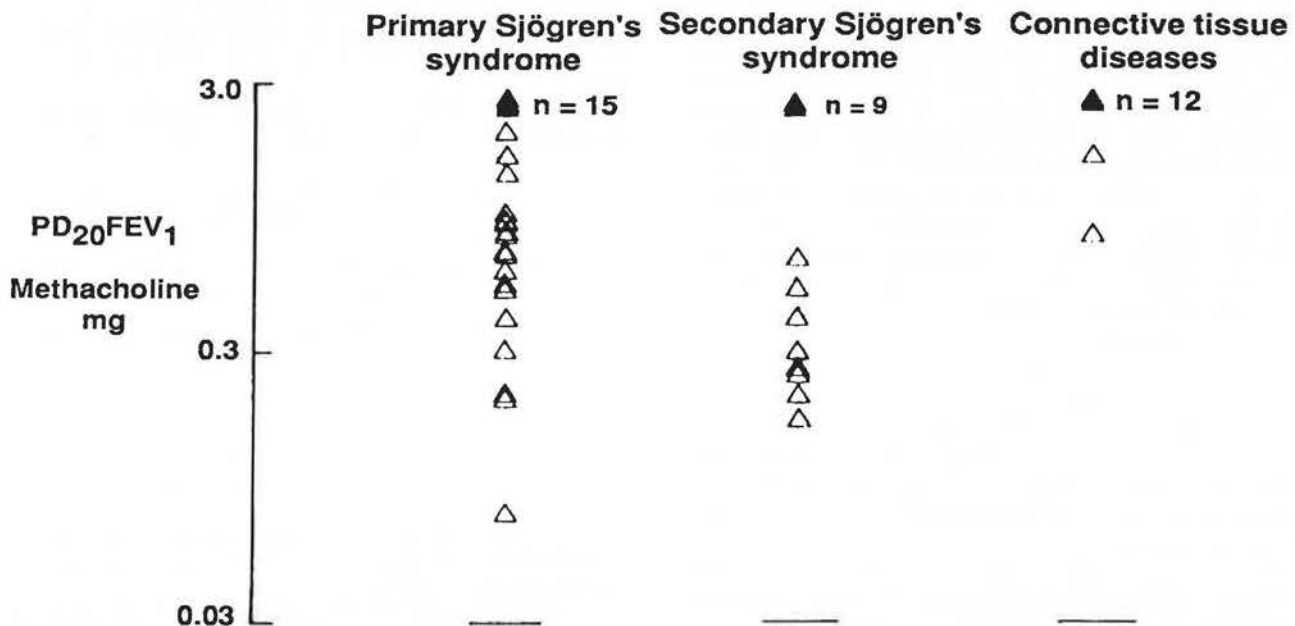 Primary Sjögren's
syndrome
Secondary Sjögren's
syndrome
Connective tissue
diseases
3.0
n = 15
n = 9
n = 12
PD20FEV1
Methacholine
mg
0.3
0.03